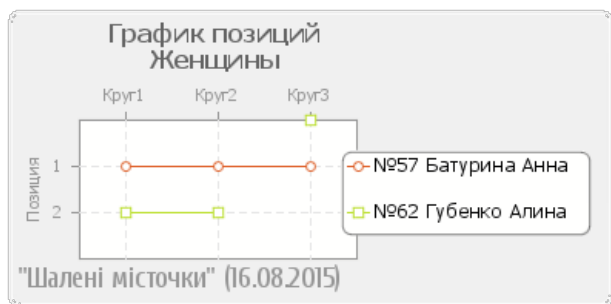 График позиций
Женщины
Круг1 Круг2 Круг3
Позиция
1
2
№57 Батурина Анна
№62 Губенко Алина
"Шалені місточки" (16.08.2015)